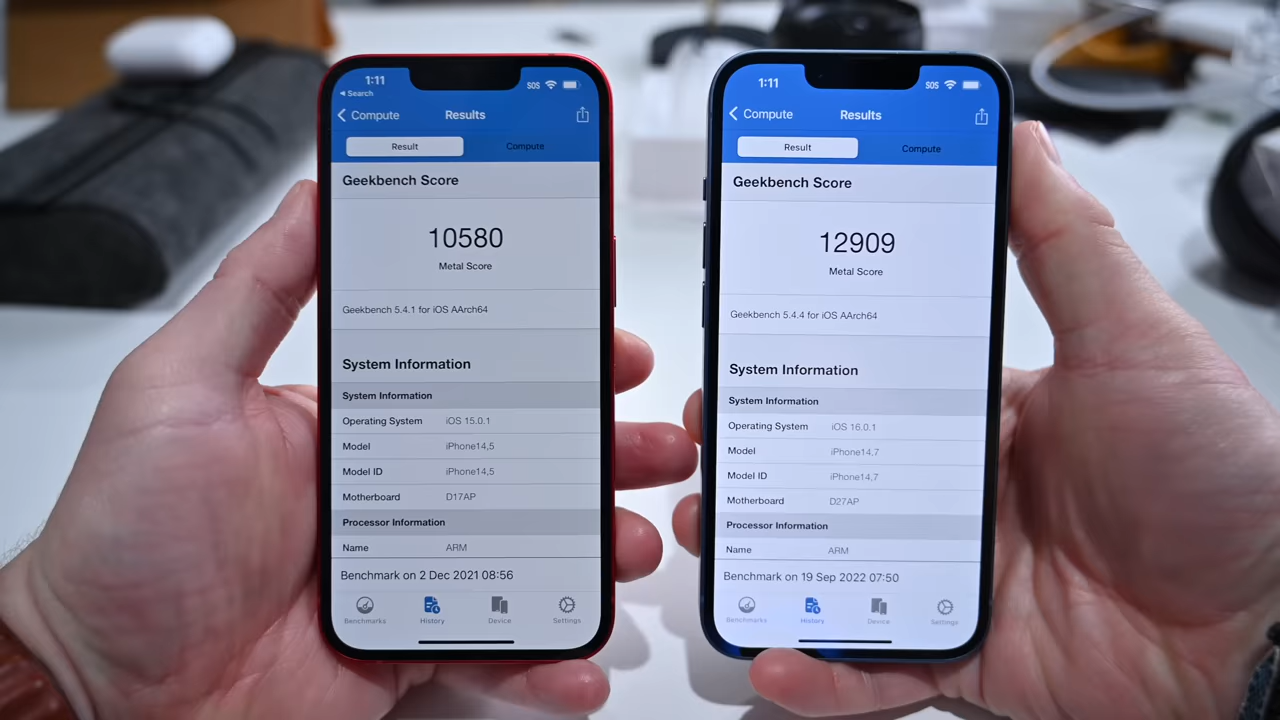 1:11
SOS
◂ Search
Compute
Results
Result
Compute
Geekbench Score
10580
Metal Score
Geekbench 5.4.1 for iOS AArch64
System Information
System Information
Operating System iOS 15.0.1
Model iPhone14,5
Model ID iPhone14,5
Motherboard D17AP
Processor Information
Name ARM
Benchmark on 2 Dec 2021 08:56
Benchmarks History Device Settings
1:11
SOS
Compute
Results
Result
Compute
Geekbench Score
12909
Metal Score
Geekbench 5.4.4 for iOS AArch64
System Information
System Information
Operating System iOS 16.0.1
Model iPhone14,7
Model ID iPhone14,7
Motherboard D27AP
Processor Information
Name ARM
Benchmark on 19 Sep 2022 07:50
Benchmarks History Device Settings